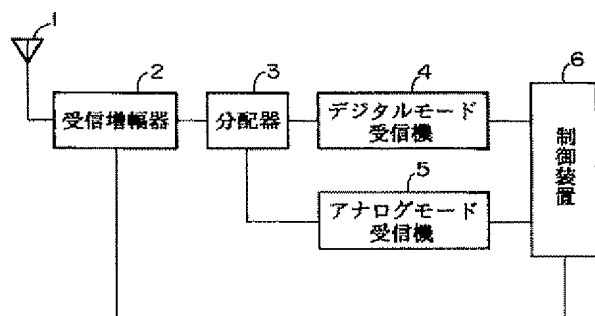 1
2
受信増幅器
3
分配器
4
デジタルモード
受信機
5
アナログモード
受信機
6
制御装置